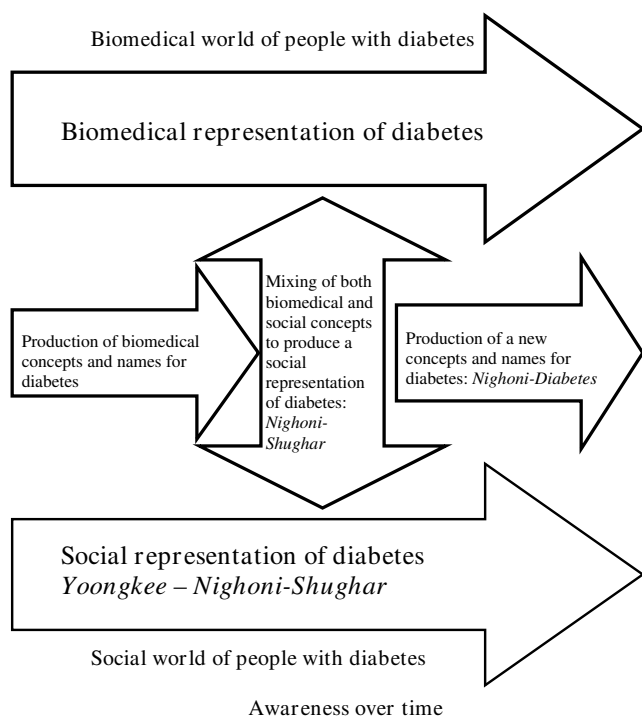 Biomedical world of people with diabetes
Biomedical representation of diabetes
Production of biomedical
concepts and names for
diabetes
Mixing of both
biomedical and
social concepts
to produce a
social
representation
of diabetes:
Nighoni-
Shughar
Production of a new
concepts and names for
diabetes: Nighoni-Diabetes
Social representation of diabetes
Yoongkee – Nighoni-Shughar
Social world of people with diabetes
Awareness over time